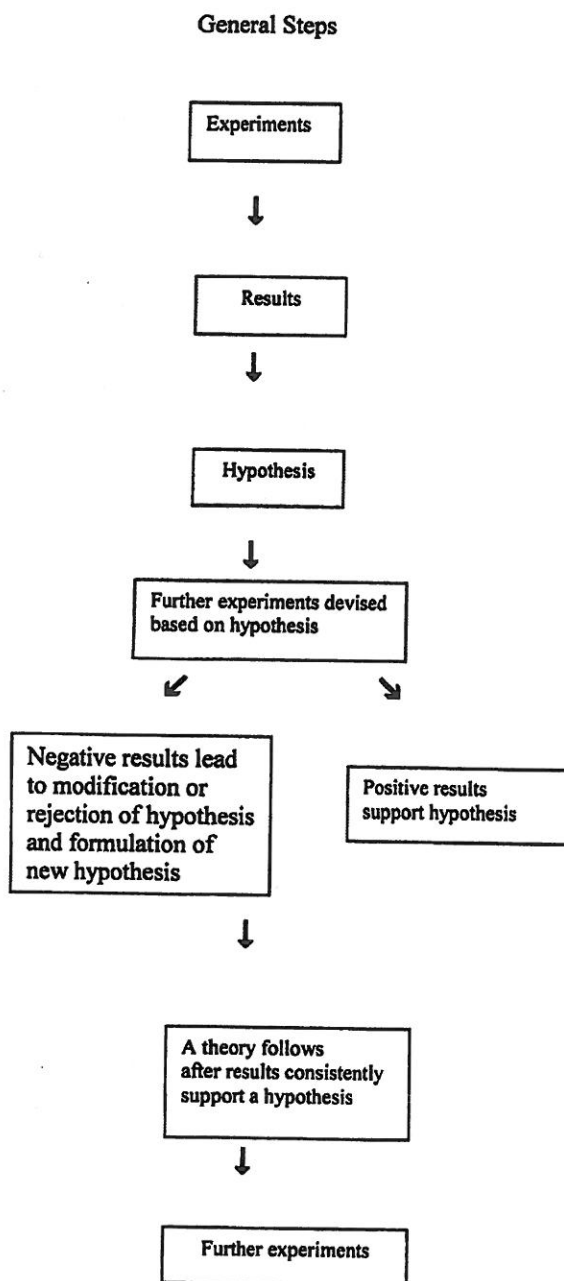 General Steps
Experiments
Results
Hypothesis
Further experiments devised
based on hypothesis
Negative results lead
to modification or
rejection of hypothesis
and formulation of
new hypothesis
Positive results
support hypothesis
A theory follows
after results consistently
support a hypothesis
Further experiments